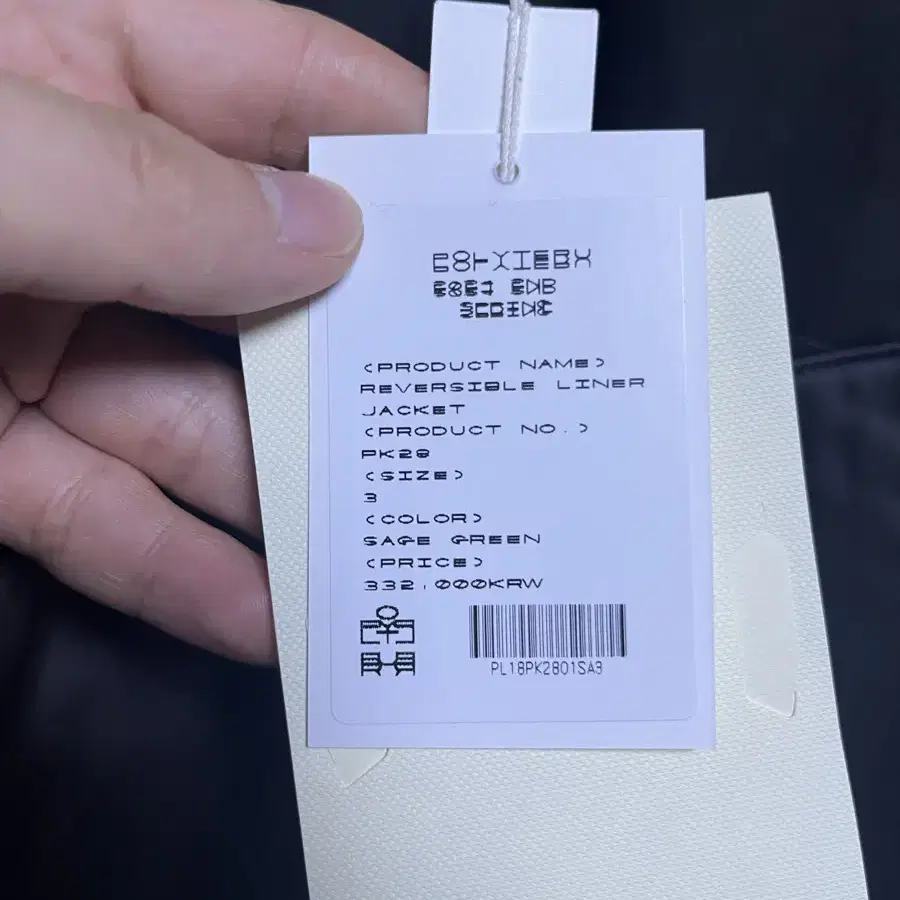 <PRODUCT NAME>
REVERSIBLE LINER
JACKET
<PRODUCT NO.>
PK28
<SIZE>
3
<COLOR>
SAGE GREEN
<PRICE>
332,000KRW
PL18PK2801SA3